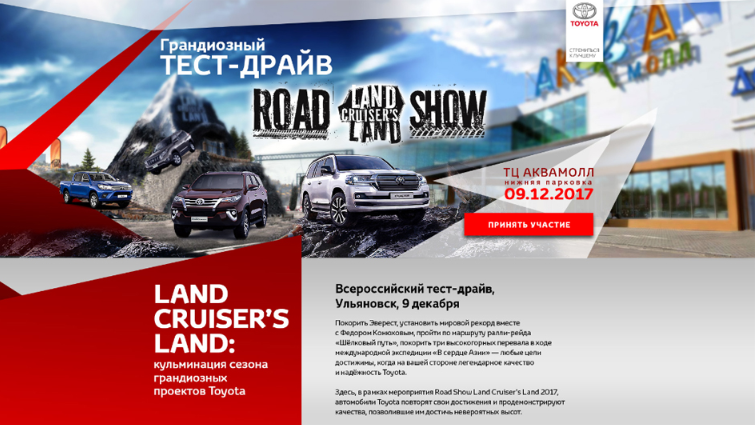 TOYOTA
СТРЕМИТЬСЯ
К ЛУЧШЕМУ
Грандиозный
ТЕСТ-ДРАЙВ
АКВА
МОЛЛ
ROAD LAND CRUISER'S LAND SHOW
ТЦ АКВАМОЛЛ
нижняя парковка
09.12.2017
ПРИНЯТЬ УЧАСТИЕ
LAND
CRUISER'S
LAND:
кульминация сезона
грандиозных
проектов Toyota
Всероссийский тест-драйв,
Ульяновск, 9 декабря
Покорить Эверест, установить мировой рекорд вместе
с Федором Конюховым, пройти по маршруту ралли-рейда
«Шёлковый путь», покорить три высокогорных перевала в ходе
международной экспедиции «В сердце Азии» — любые цели
достижимы, когда на вашей стороне легендарное качество
и надёжность Toyota.
Здесь, в рамках мероприятия Road Show Land Cruiser's Land 2017,
автомобили Toyota повторят свои достижения и продемонстрируют
качества, позволившие им достичь невероятных высот.